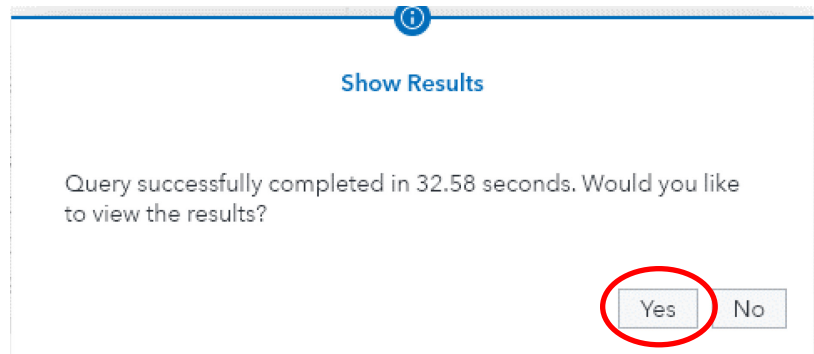 Show Results
Query successfully completed in 32.58 seconds. Would you like
to view the results?
Yes No